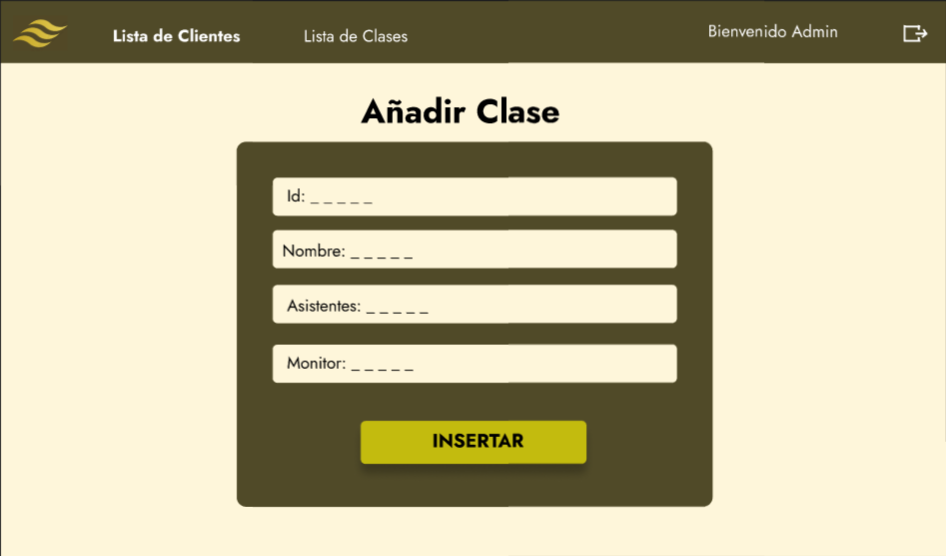 Lista de Clientes
Lista de Clases
Bienvenido Admin
Añadir Clase
Id: _ _ _ _ _
Nombre: _ _ _ _ _
Asistentes: _ _ _ _ _
Monitor: _ _ _ _ _
INSERTAR